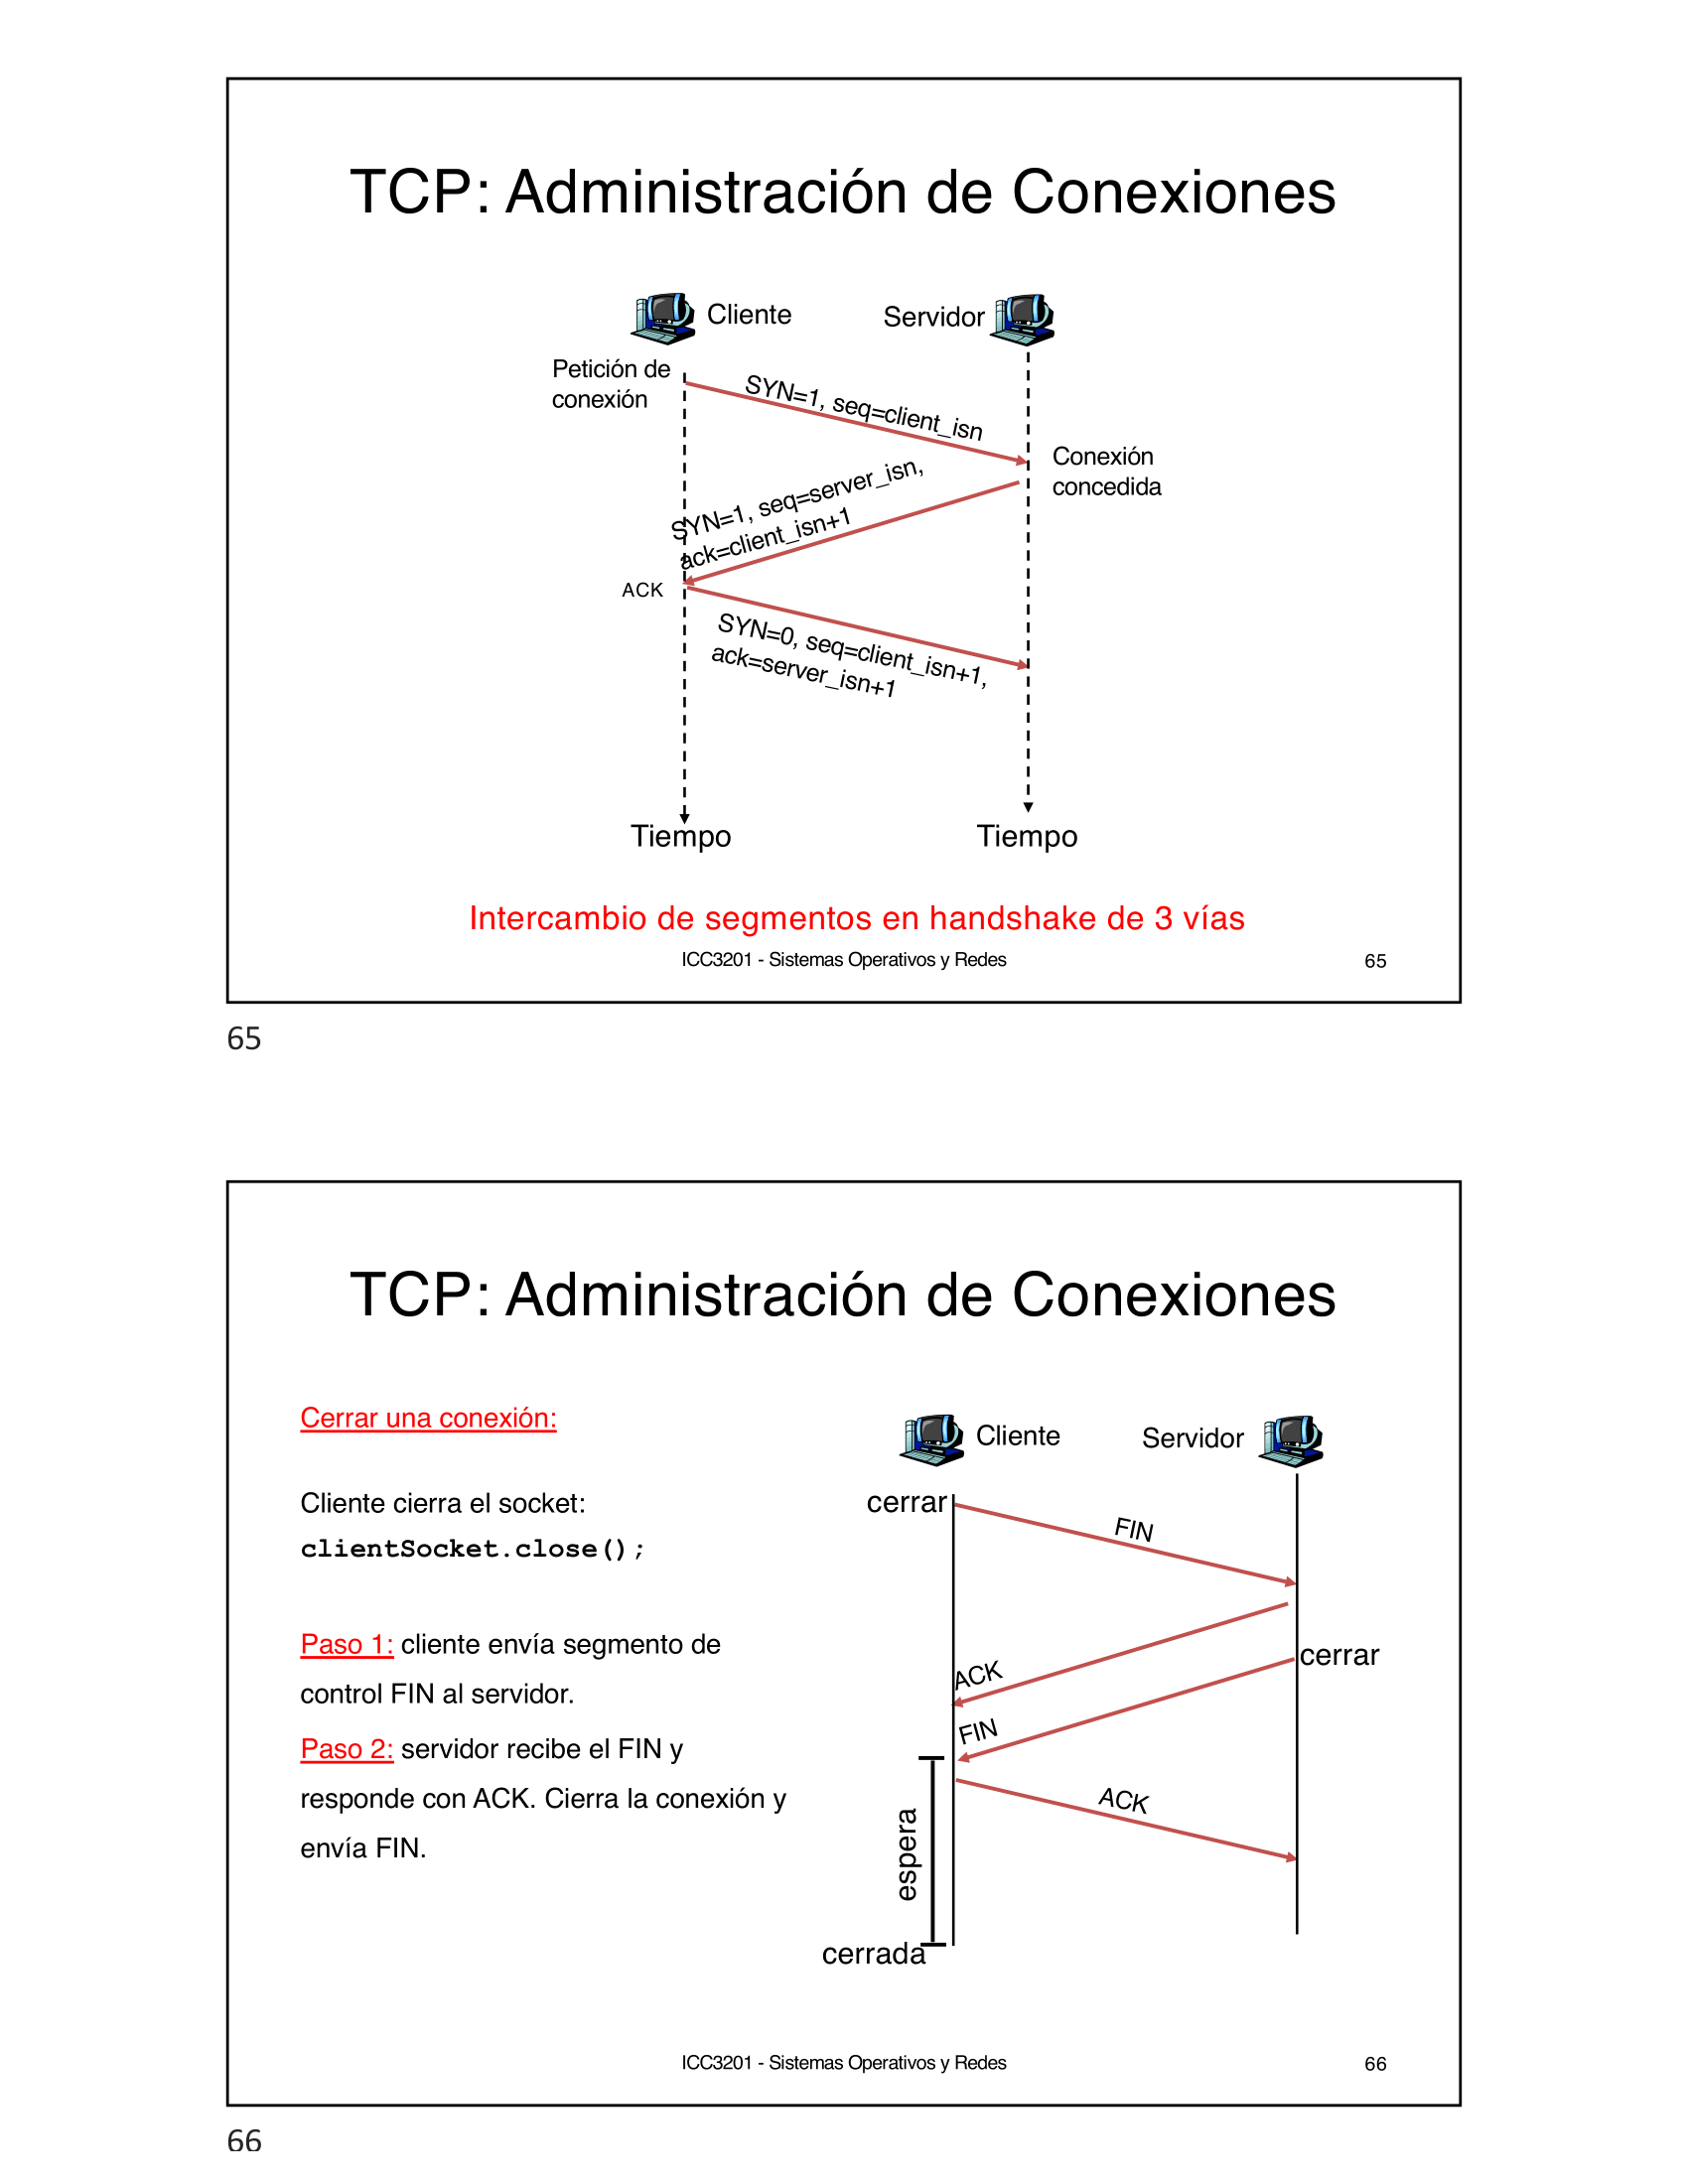 TCP: Administración de Conexiones
Cliente
Servidor
Petición de
conexión
SYN=1, seq=client_isn
Conexión
concedida
SYN=1, seq=server_isn,
ack=client_isn+1
ACK
SYN=0, seq=client_isn+1,
ack=server_isn+1
Tiempo
Tiempo
Intercambio de segmentos en handshake de 3 vías
ICC3201 - Sistemas Operativos y Redes
65
65
TCP: Administración de Conexiones
Cerrar una conexión:
Cliente cierra el socket:
clientSocket.close();
Paso 1: cliente envía segmento de
control FIN al servidor.
Paso 2: servidor recibe el FIN y
responde con ACK. Cierra la conexión y
envía FIN.
Cliente
Servidor
cerrar
FIN
cerrar
ACK
FIN
ACK
espera
cerrada
ICC3201 - Sistemas Operativos y Redes
66
66